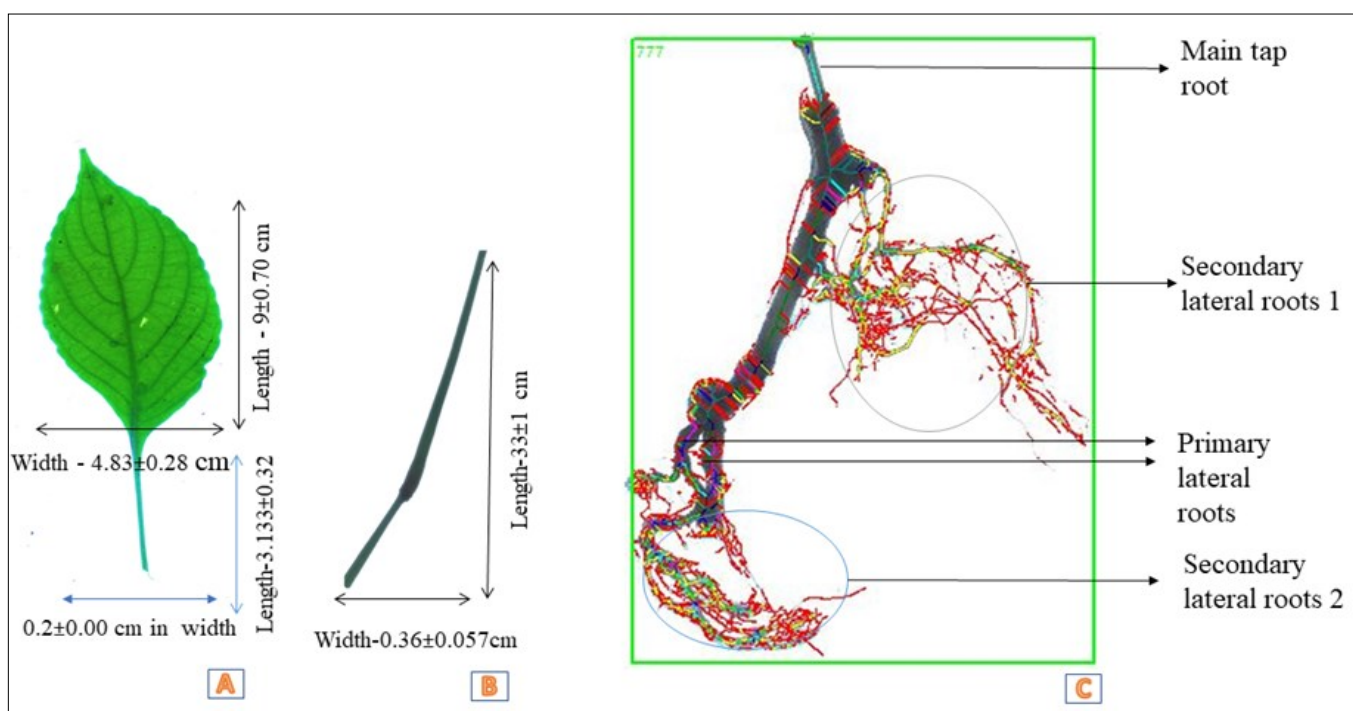 Length - 9±0.70 cm
Width - 4.83±0.28 cm
Length-3.133±0.32
0.2±0.00 cm in width
A
Length-33±1 cm
Width-0.36±0.057cm
B
777
Main tap
root
Secondary
lateral roots 1
Primary
lateral
roots
Secondary
lateral roots 2
C